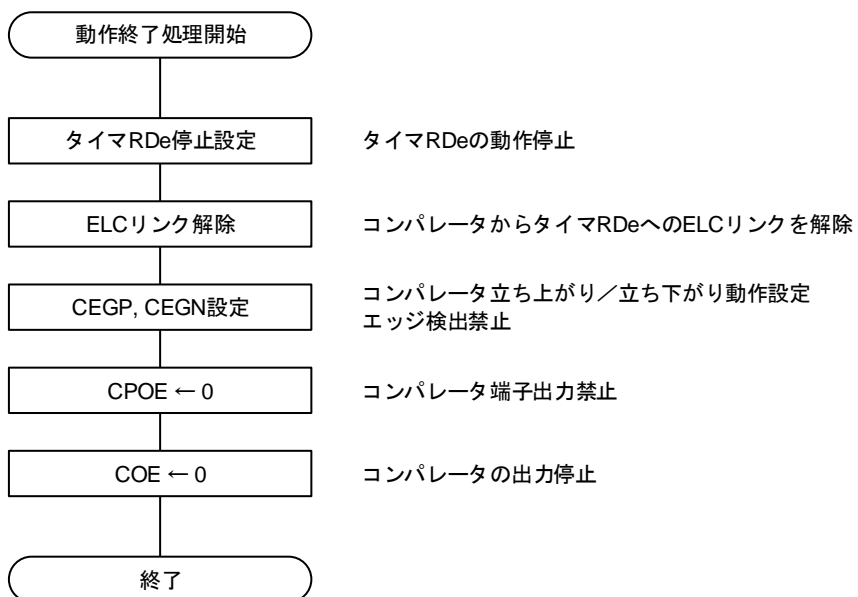 動作終了処理開始
タイマRDe停止設定
タイマRDeの動作停止
ELCリンク解除
コンパレータからタイマRDeへのELCリンクを解除
CEGP, CEGN設定
コンパレータ立ち上がり／立ち下がり動作設定
エッジ検出禁止
CPOE ← 0
コンパレータ端子出力禁止
COE ← 0
コンパレータの出力停止
終了